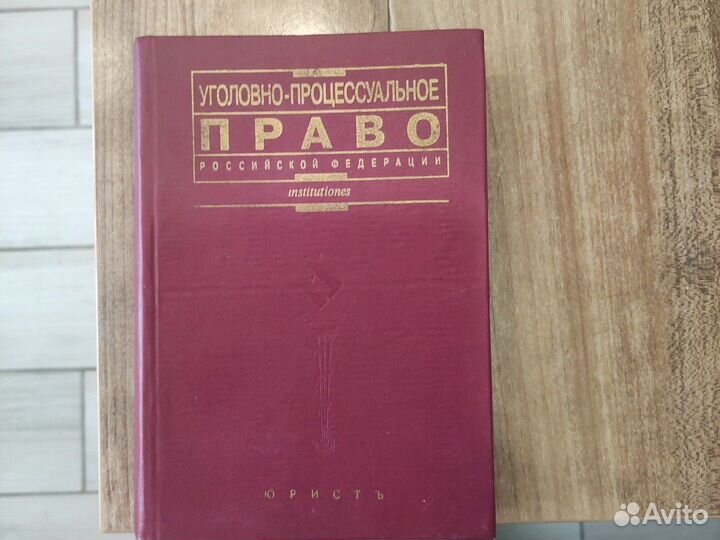 УГОЛОВНО-ПРОЦЕССУАЛЬНОЕ
ПРАВО
РОССИЙСКОЙ ФЕДЕРАЦИИ
institutiones
ЮРИСТЪ
Avito